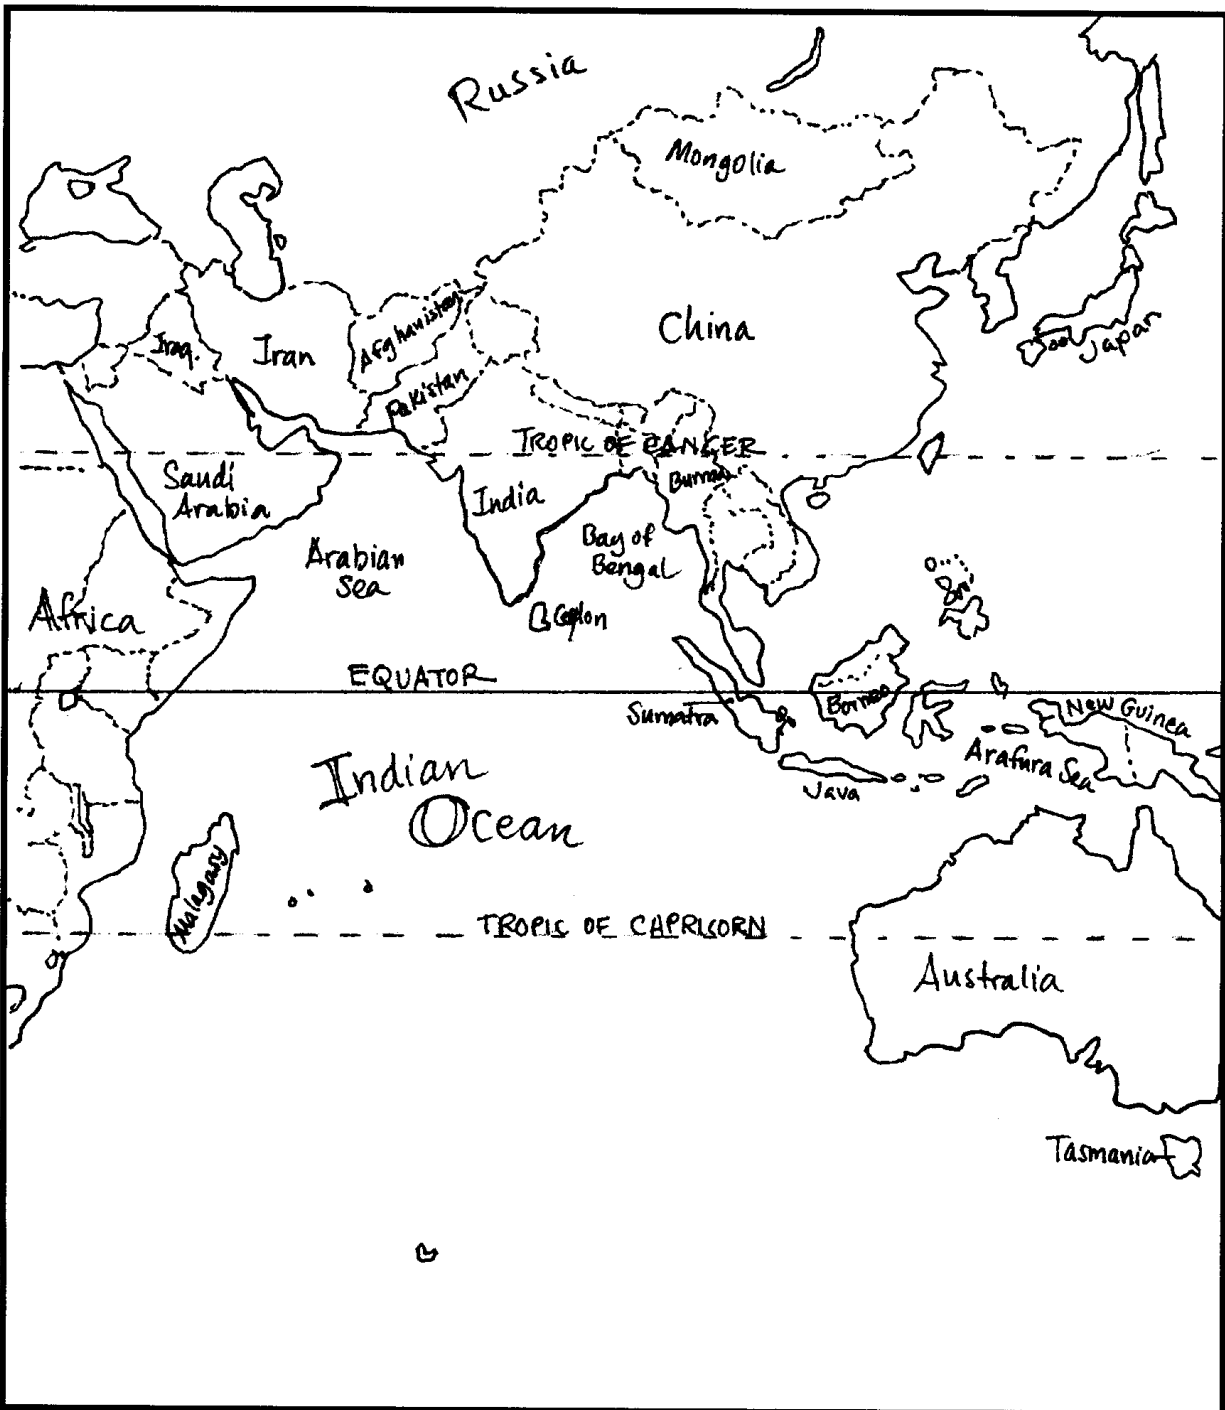 Russia
Mongolia
China
Japan
Iraq.
Iran
Afghanistan
Pakistan
TROPIC OF CANCER
Saudi
Arabia
India
Burma
Arabian
Sea
Bay of
Bengal
Africa
Ceylon
EQUATOR
Sumatra
Borneo
New Guinea
Arafura Sea
Java
Indian
Ocean
Malagasy
TROPIC OF CAPRICORN
Australia
Tasmania